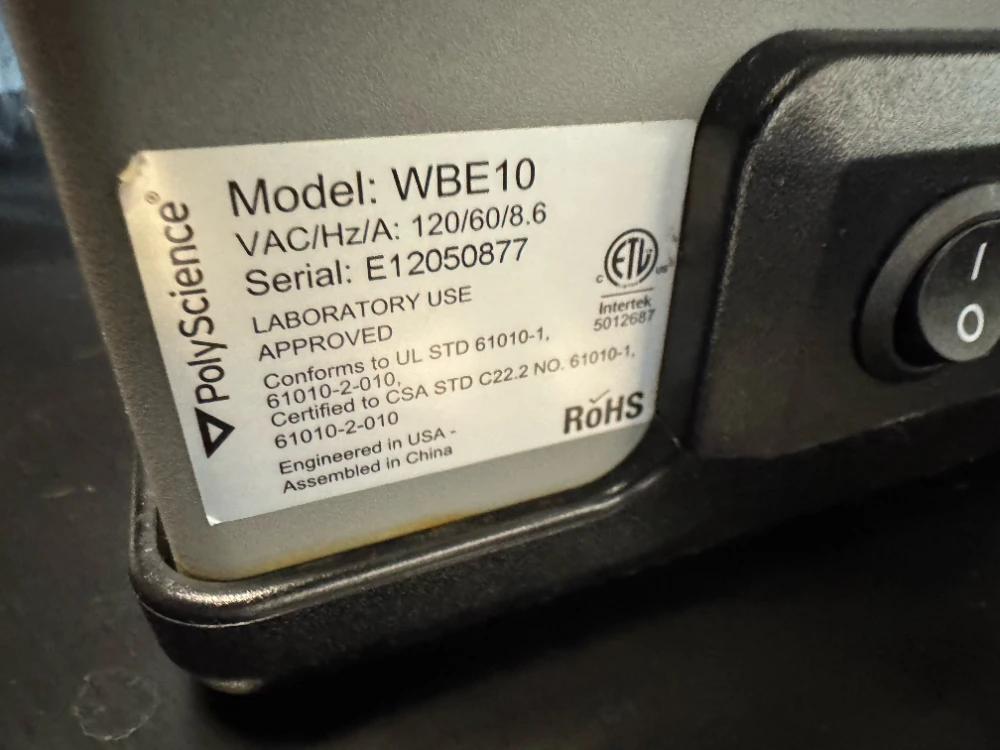 PolyScience®
Model: WBE10
VAC/Hz/A: 120/60/8.6
Serial: E12050877
LABORATORY USE
APPROVED
Conforms to UL STD 61010-1,
61010-2-010,
Certified to CSA STD C22.2 NO. 61010-1,
61010-2-010
Engineered in USA -
Assembled in China
C ETL US
Intertek
5012687
RoHS
I
O